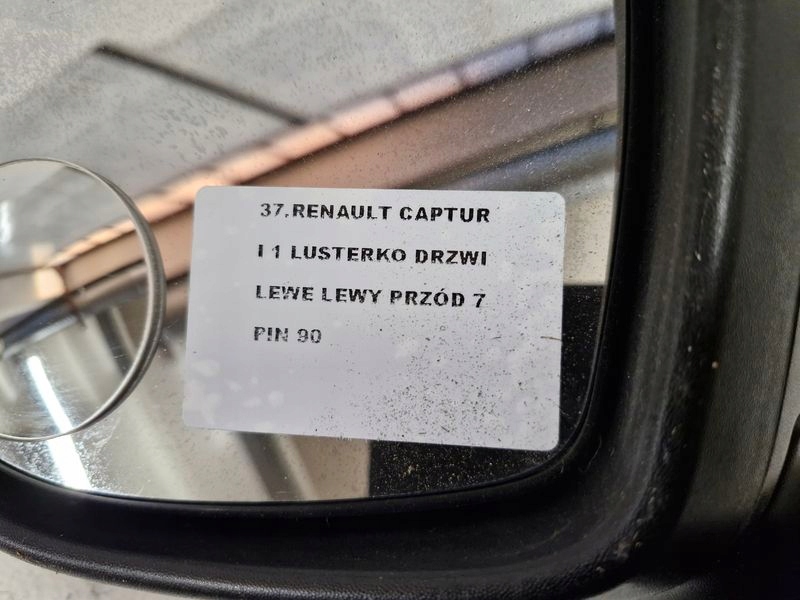 37.RENAULT CAPTUR
I 1 LUSTERKO DRZWI
LEWE LEWY PRZÓD 7
PIN 90